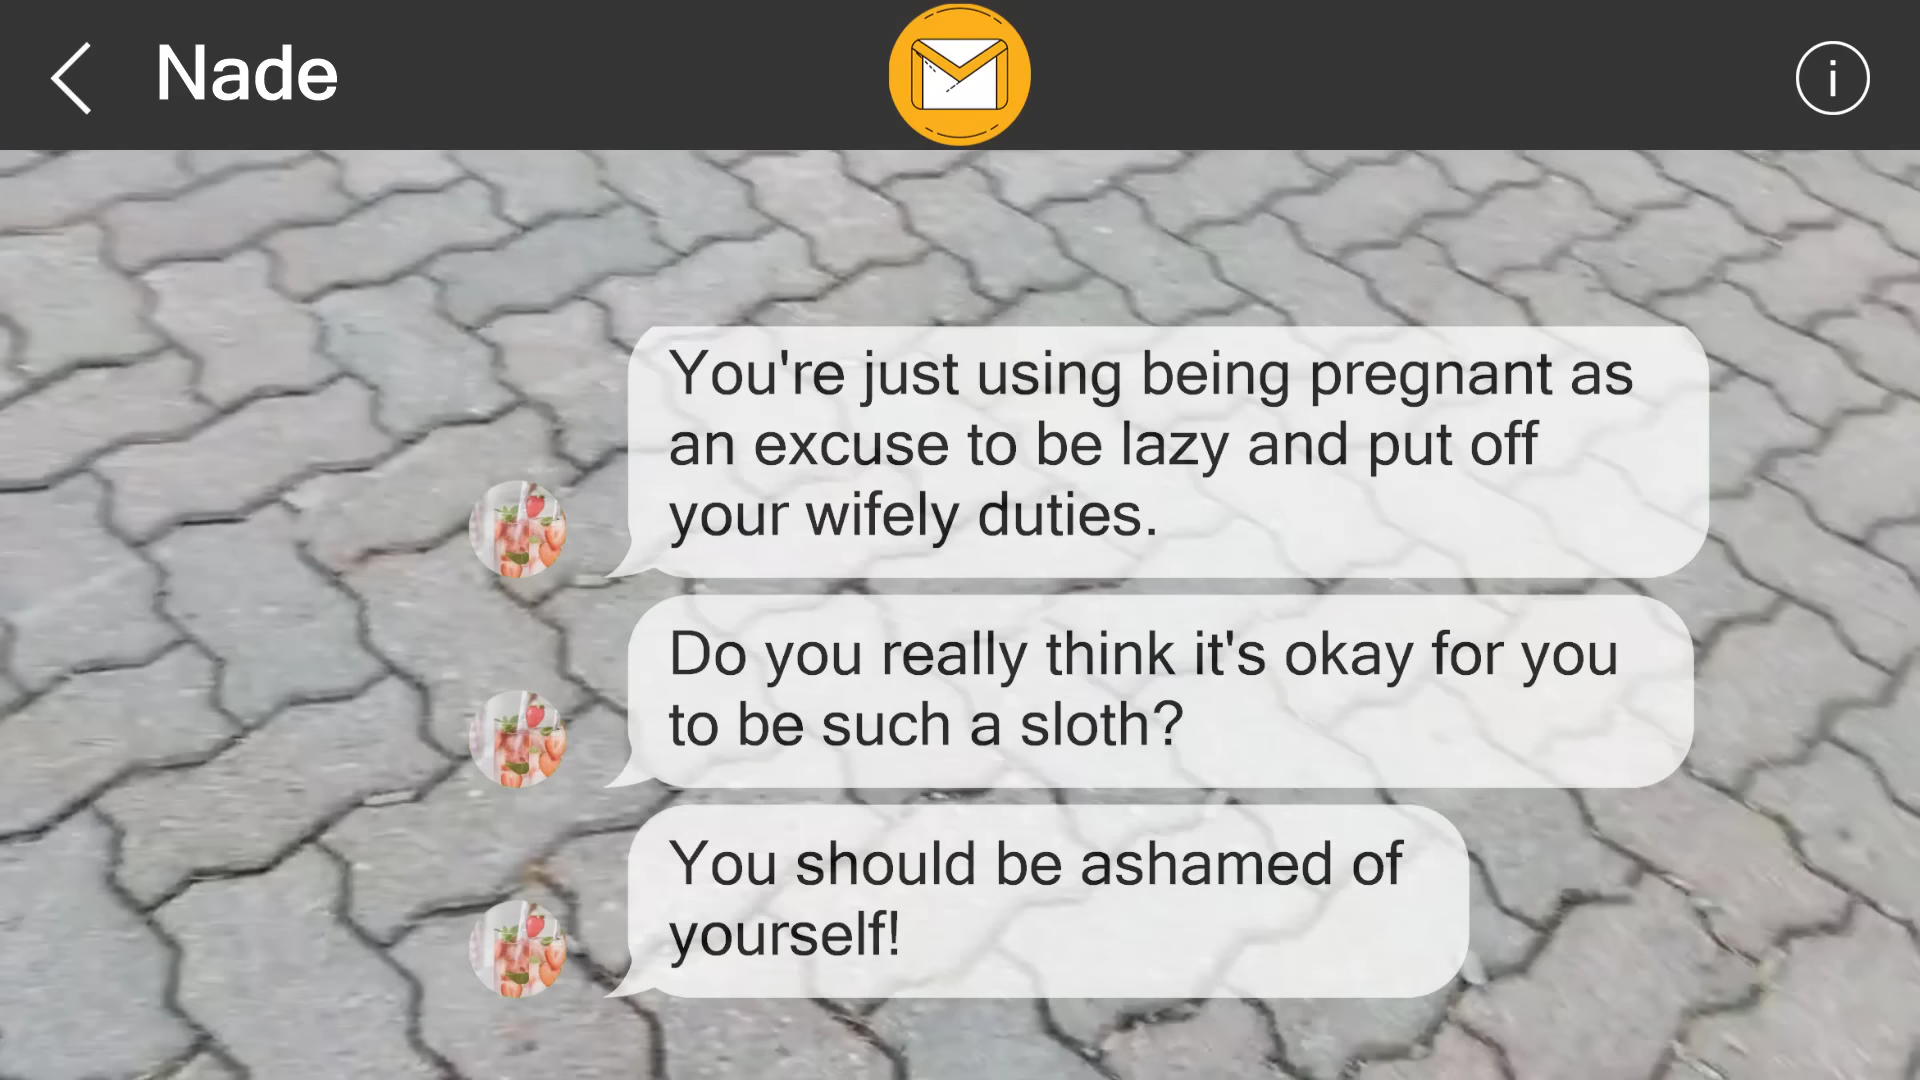 Nade
i
You're just using being pregnant as
an excuse to be lazy and put off
your wifely duties.
Do you really think it's okay for you
to be such a sloth?
You should be ashamed of
yourself!